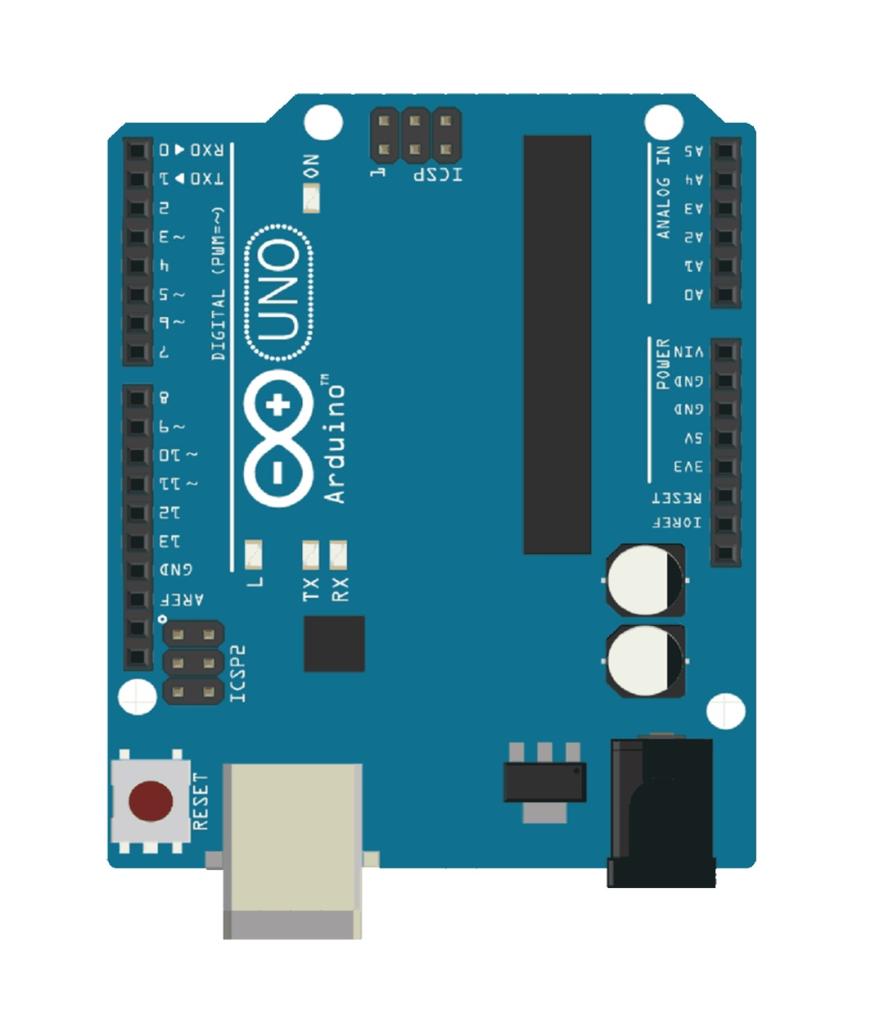 RX0 ◀ 0
TX0 ◀ 1
2
~ 3
4
~ 5
~ 6
7
8
~ 9
~ 10
~ 11
12
13
GND
AREF
DIGITAL (PWM=~)
ON
1
ICSP
UNO
Arduino™
L
TX
RX
ICSP2
RESET
ANALOG IN
A5
A4
A3
A2
A1
A0
POWER
VIN
GND
GND
5V
3V3
RESET
IOREF